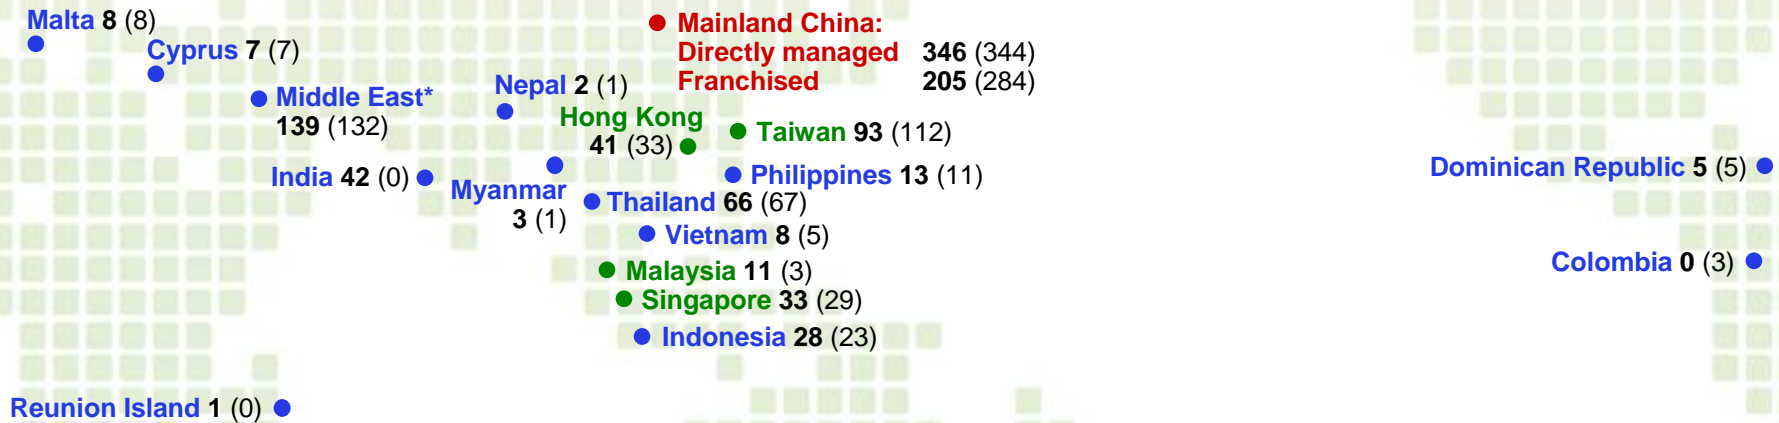 Malta 8 (8)
Cyprus 7 (7)
Middle East*
139 (132)
Nepal 2 (1)
Mainland China:
Directly managed 346 (344)
Franchised 205 (284)
Hong Kong
41 (33)
Taiwan 93 (112)
India 42 (0)
Myanmar
3 (1)
Philippines 13 (11)
Thailand 66 (67)
Vietnam 8 (5)
Malaysia 11 (3)
Singapore 33 (29)
Indonesia 28 (23)
Reunion Island 1 (0)
Dominican Republic 5 (5)
Colombia 0 (3)